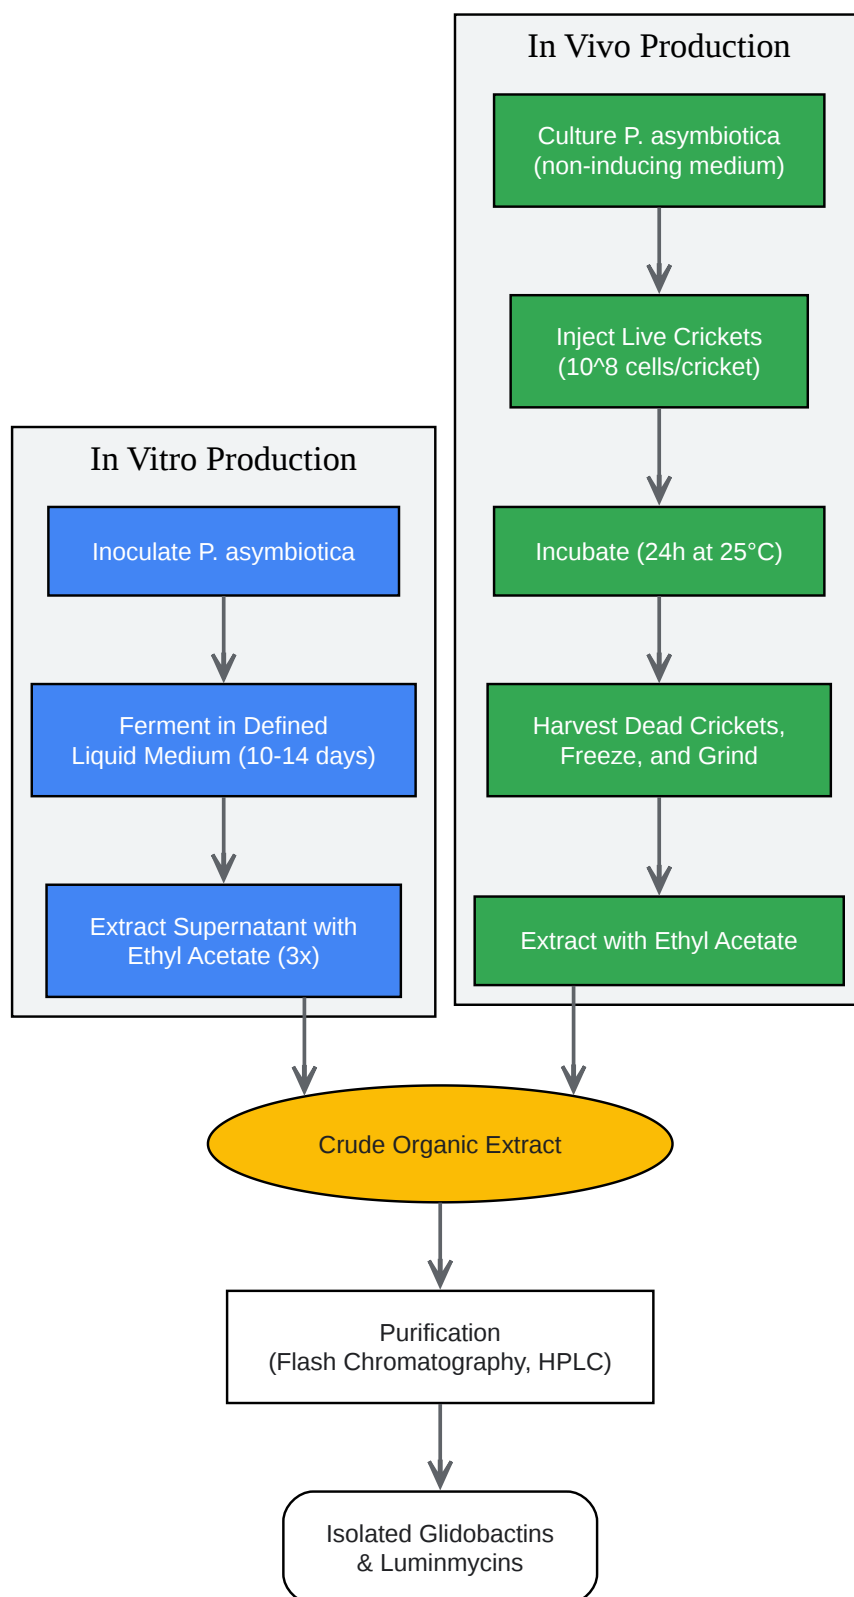 In Vivo Production
Culture P. asymbiotica
(non-inducing medium)
Inject Live Crickets
(10^8 cells/cricket)
Incubate (24h at 25°C)
Harvest Dead Crickets,
Freeze, and Grind
Extract with Ethyl Acetate
In Vitro Production
Inoculate P. asymbiotica
Ferment in Defined
Liquid Medium (10-14 days)
Extract Supernatant with
Ethyl Acetate (3x)
Crude Organic Extract
Purification
(Flash Chromatography, HPLC)
Isolated Glidobactins
& Luminmycins